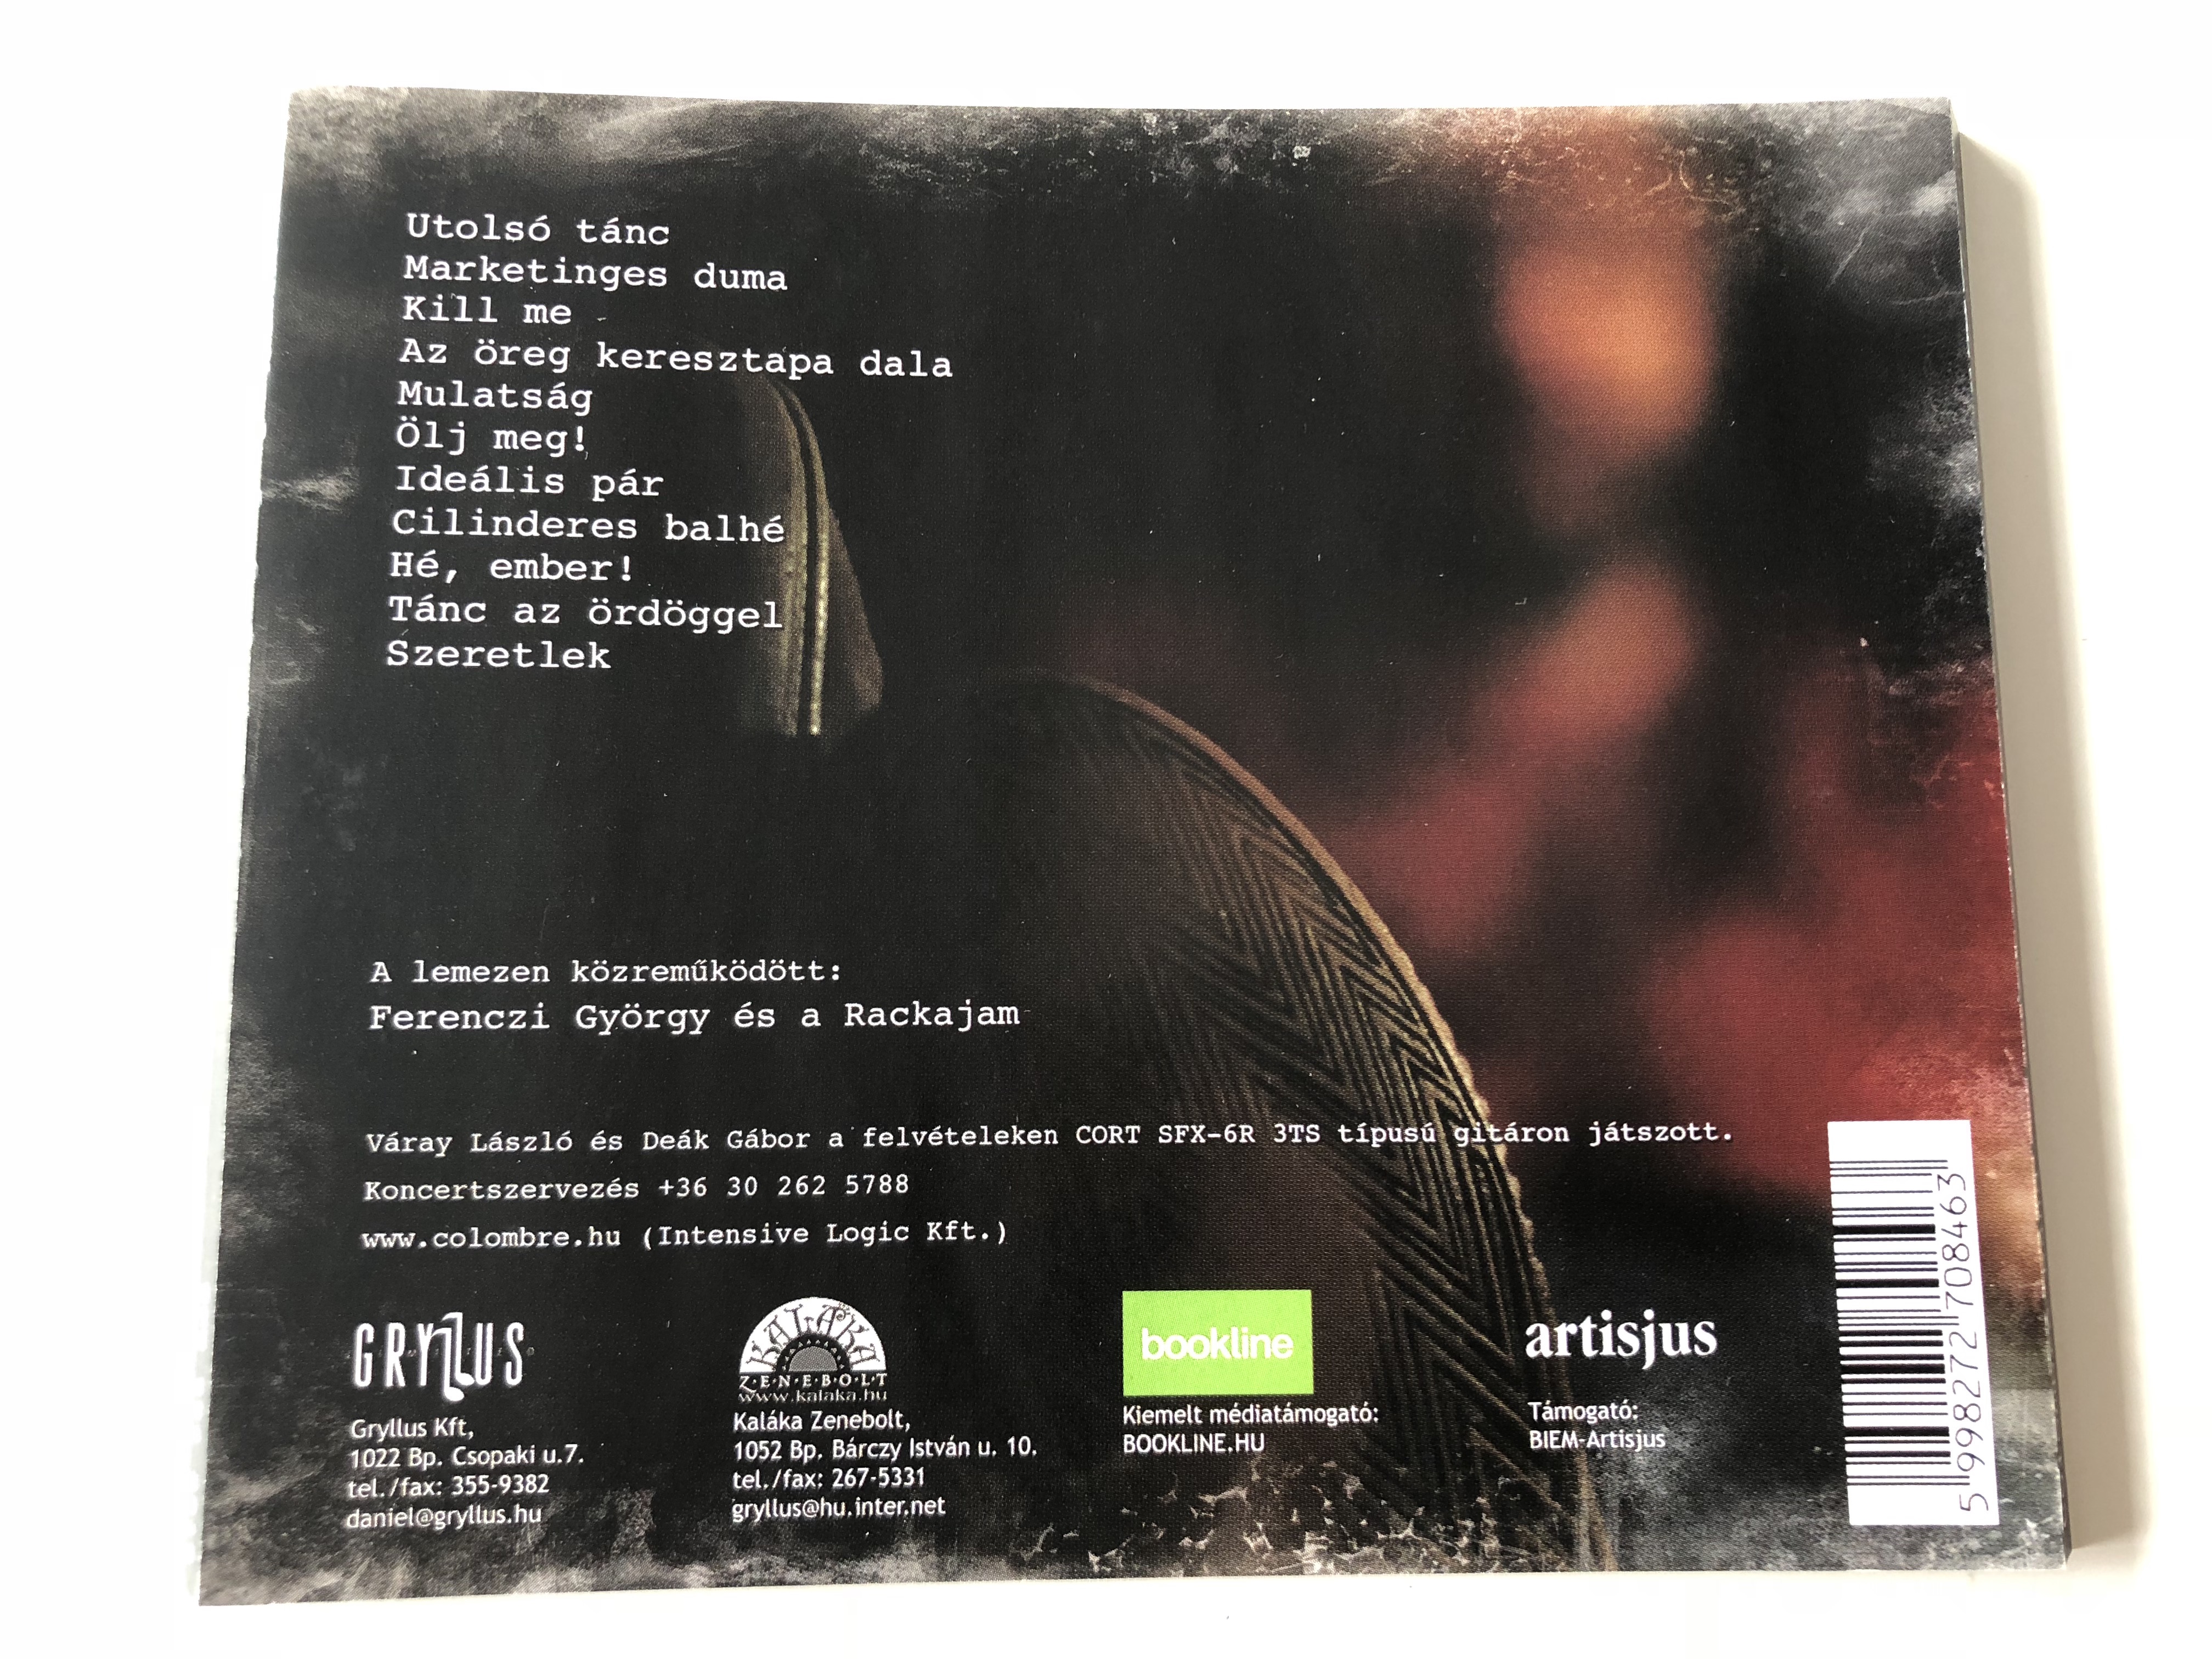 Utolsó tánc
Marketinges duma
Kill me
Az öreg keresztapa dala
Mulatság
Ölj meg!
Ideális pár
Cilinderes balhé
Hé, ember!
Tánc az ördöggel
Szeretlek
A lemezen közreműködött:
Ferenczi György és a Rackajam
Váray László és Deák Gábor a felvételeken CORT SFX-6R 3TS típusú gitáron játszott.
Koncertszervezés +36 30 262 5788
www.colombre.hu (Intensive Logic Kft.)
GRYLLUS
Gryllus Kft,
1022 Bp. Csopaki u.7.
tel./fax: 355-9382
daniel@gryllus.hu
KALÁKA
Z·E·N·E·B·O·L·T
www.kalaka.hu
Kaláka Zenebolt,
1052 Bp. Bárczy István u. 10.
tel./fax: 267-5331
gryllus@hu.inter.net
bookline
Kiemelt médiatámogató:
BOOKLINE.HU
artisjus
Támogató:
BIEM-Artisjus
5 998272 708463